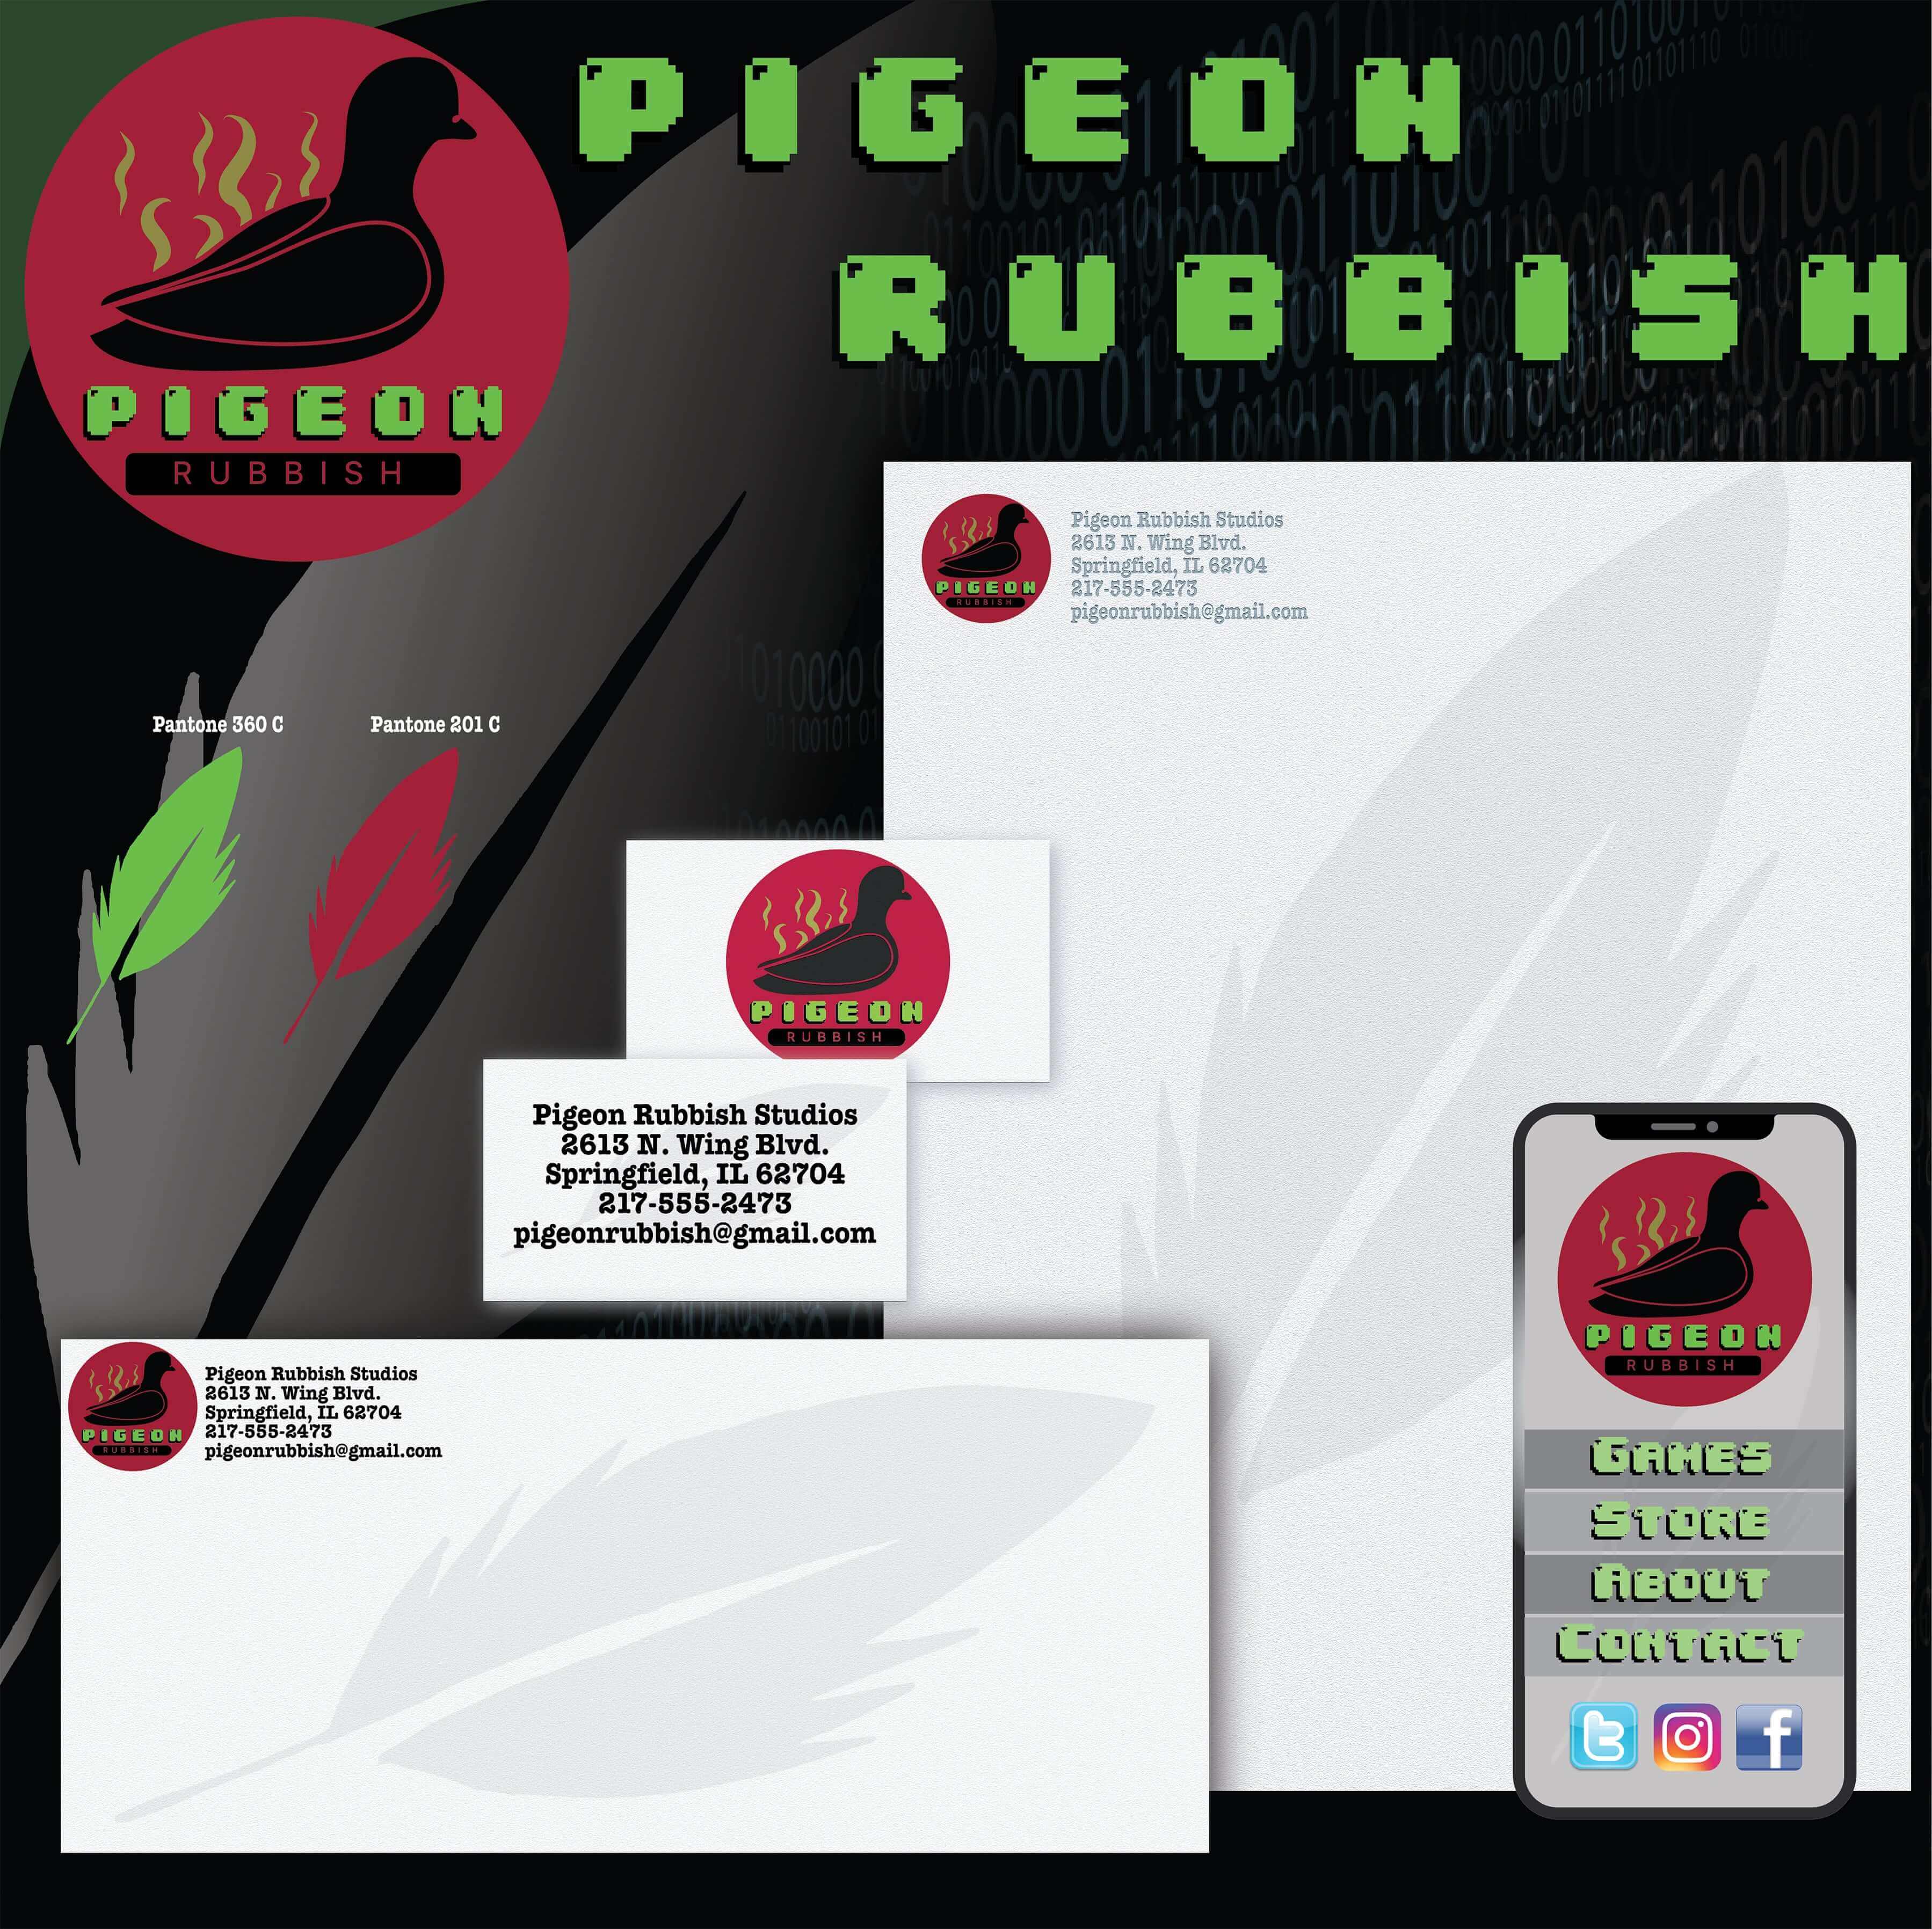 PIGEON
RUBBISH
PIGEON
RUBBISH
Pigeon Rubbish Studios
2613 N. Wing Blvd.
Springfield, IL 62704
217-555-2473
pigeonrubbish@gmail.com
PIGEON
RUBBISH
Pantone 360 C
Pantone 201 C
PIGEON
RUBBISH
Pigeon Rubbish Studios
2613 N. Wing Blvd.
Springfield, IL 62704
217-555-2473
pigeonrubbish@gmail.com
PIGEON
RUBBISH
Pigeon Rubbish Studios
2613 N. Wing Blvd.
Springfield, IL 62704
217-555-2473
pigeonrubbish@gmail.com
PIGEON
RUBBISH
GAMES
STORE
ABOUT
CONTACT